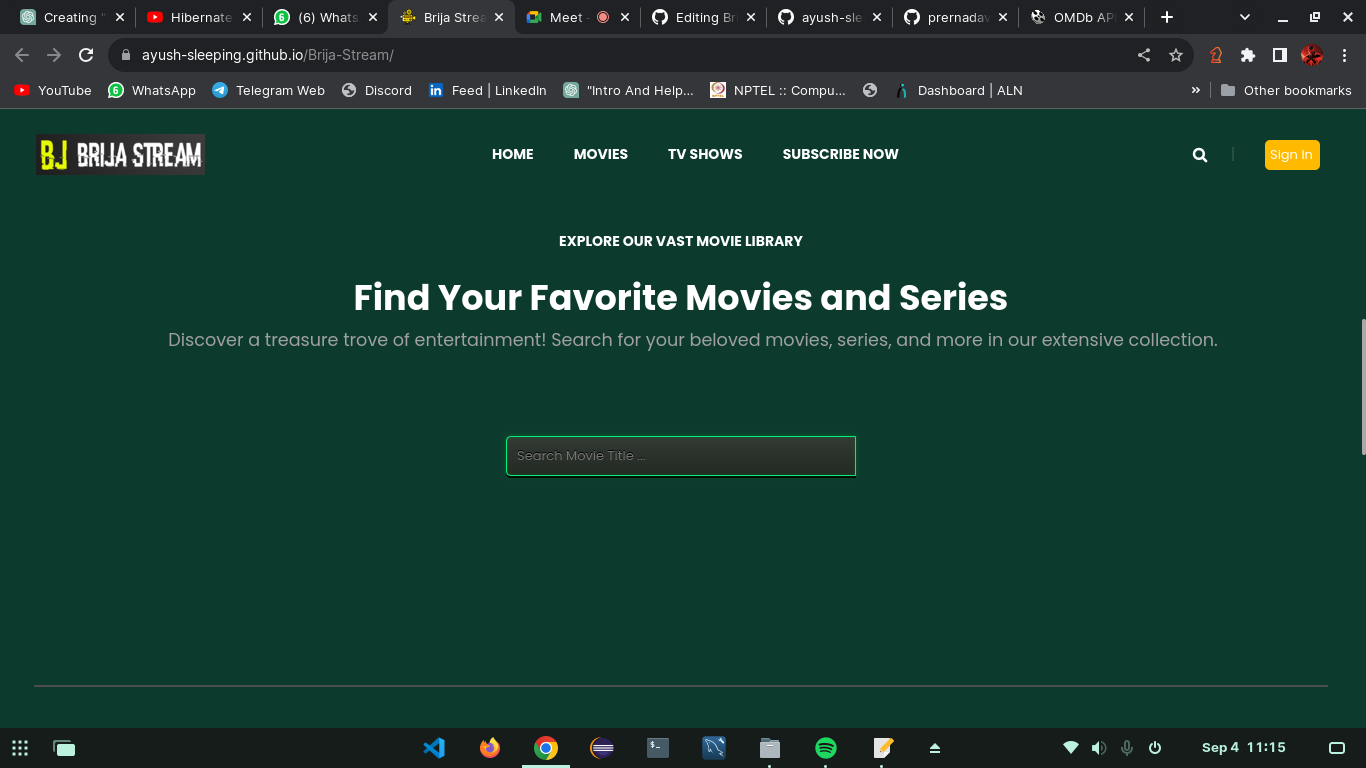 Creating "
Hibernate
(6) Whats
Brija Strea
Meet -
Editing Bri
ayush-slee
prernadav
OMDb API
ayush-sleeping.github.io/Brija-Stream/
YouTube
6 WhatsApp
Telegram Web
Discord
Feed | LinkedIn
"Intro And Help...
NPTEL :: Compu...
Dashboard | ALN
»
Other bookmarks
BJ BRIJA STREAM
HOME
MOVIES
TV SHOWS
SUBSCRIBE NOW
Sign In
EXPLORE OUR VAST MOVIE LIBRARY
Find Your Favorite Movies and Series
Discover a treasure trove of entertainment! Search for your beloved movies, series, and more in our extensive collection.
Search Movie Title ...
Sep 4 11:15